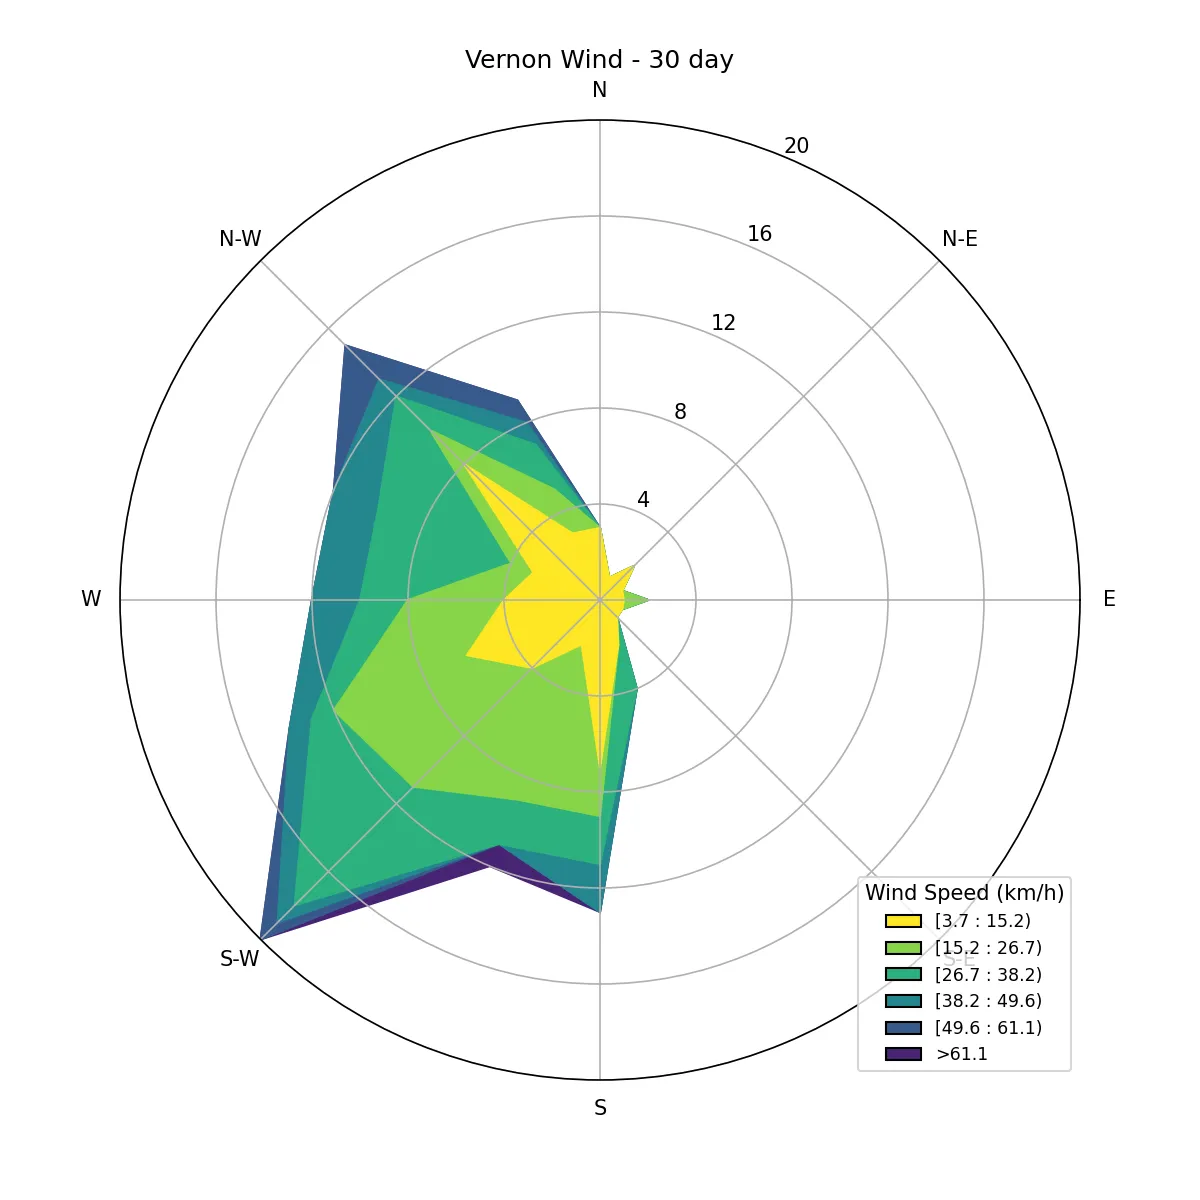 Vernon Wind - 30 day
N
20
16
N-W
N-E
12
8
4
W
E
Wind Speed (km/h)
[3.7 : 15.2)
[15.2 : 26.7)
S-W
S-E
[26.7 : 38.2)
[38.2 : 49.6)
[49.6 : 61.1)
>61.1
S